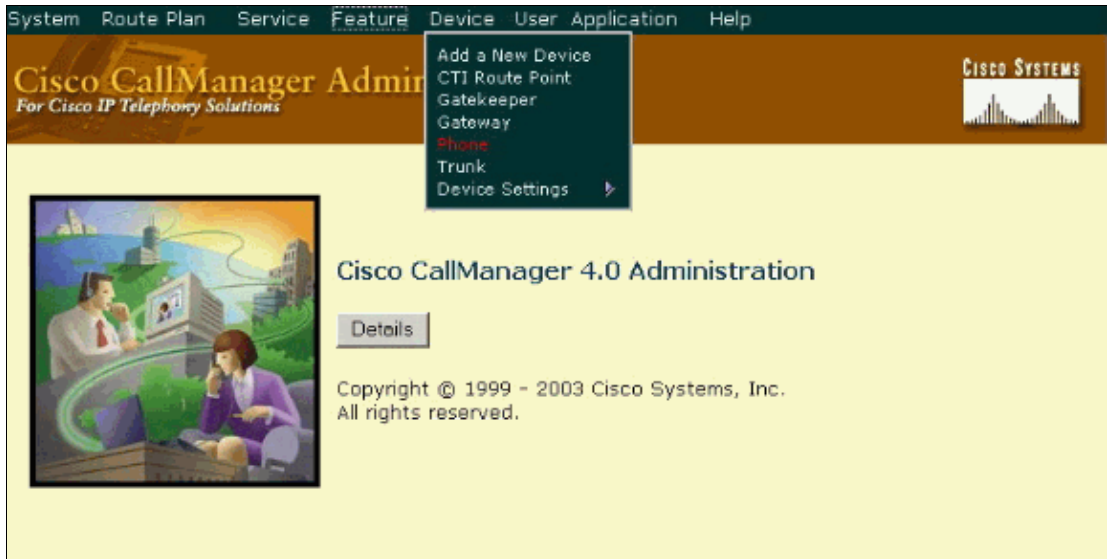 System Route Plan Service Feature Device User Application Help
Add a New Device
CTI Route Point
Gatekeeper
Gateway
Phone
Trunk
Device Settings
Cisco CallManager Admin
For Cisco IP Telephony Solutions
CISCO SYSTEMS
Cisco CallManager 4.0 Administration
Details
Copyright © 1999 - 2003 Cisco Systems, Inc.
All rights reserved.